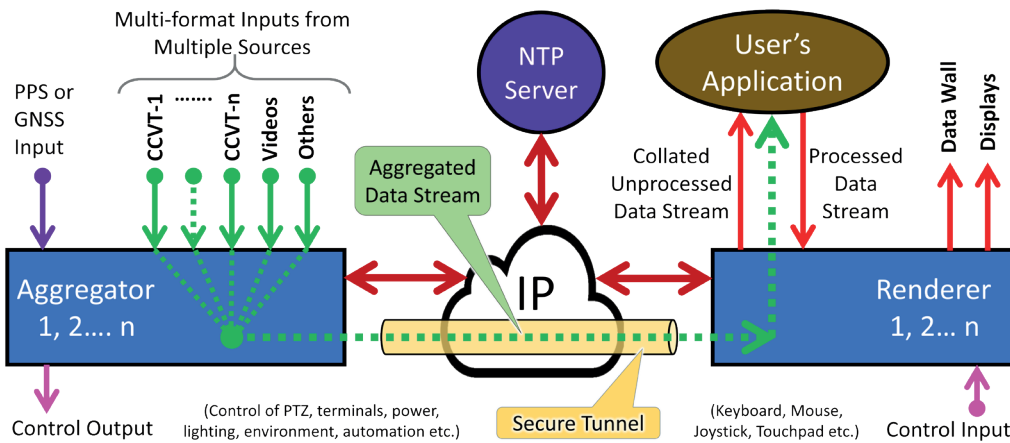 Multi-format Inputs from
Multiple Sources
PPS or
GNSS
Input
CCVT-1
........
CCVT-n
Videos
Others
NTP
Server
User's
Application
Data Wall
Displays
Aggregated
Data Stream
Collated
Unprocessed
Data Stream
Processed
Data
Stream
Aggregator
1, 2.... n
IP
Renderer
1, 2... n
Secure Tunnel
Control Output
(Control of PTZ, terminals, power,
lighting, environment, automation etc.)
(Keyboard, Mouse,
Joystick, Touchpad etc.)
Control Input